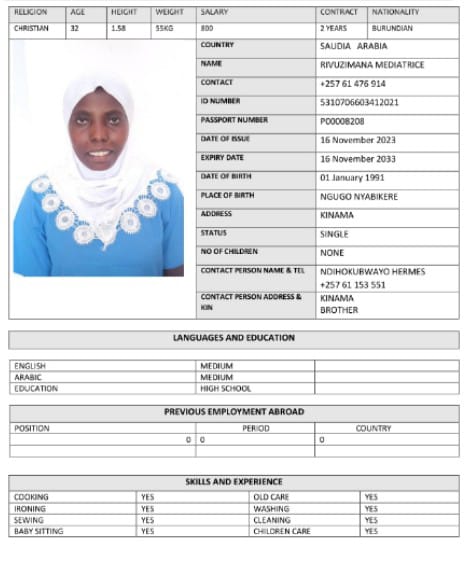 RELIGION AGE HEIGHT WEIGHT SALARY CONTRACT NATIONALITY
CHRISTIAN 32 1.58 55KG 800 2 YEARS BURUNDIAN
COUNTRY SAUDIA ARABIA
NAME RIVUZIMANA MEDIATRICE
CONTACT +257 61 476 914
ID NUMBER 5310706603412021
PASSPORT NUMBER P00008208
DATE OF ISSUE 16 November 2023
EXPIRY DATE 16 November 2033
DATE OF BIRTH 01 January 1991
PLACE OF BIRTH NGUGO NYABIKERE
ADDRESS KINAMA
STATUS SINGLE
NO OF CHILDREN NONE
CONTACT PERSON NAME & TEL NDIHOKUBWAYO HERMES
+257 61 153 551
CONTACT PERSON ADDRESS & KINAMA
KIN BROTHER
LANGUAGES AND EDUCATION
ENGLISH MEDIUM
ARABIC MEDIUM
EDUCATION HIGH SCHOOL
PREVIOUS EMPLOYMENT ABROAD
POSITION PERIOD COUNTRY
0 0 0
SKILLS AND EXPERIENCE
COOKING YES OLD CARE YES
IRONING YES WASHING YES
SEWING YES CLEANING YES
BABY SITTING YES CHILDREN CARE YES